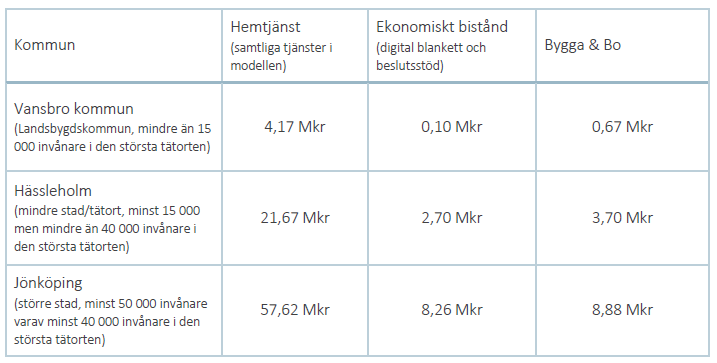 Kommun
Hemtjänst
(samtliga tjänster i
modellen)
Ekonomiskt bistånd
(digital blankett och
beslutsstöd)
Bygga & Bo
Vansbro kommun
(Landsbygdskommun, mindre än 15
000 invånare i den största tätorten)
4,17 Mkr
0,10 Mkr
0,67 Mkr
Hässleholm
(mindre stad/tätort, minst 15 000
men mindre än 40 000 invånare i
den största tätorten)
21,67 Mkr
2,70 Mkr
3,70 Mkr
Jönköping
(större stad, minst 50 000 invånare
varav minst 40 000 invånare i den
största tätorten)
57,62 Mkr
8,26 Mkr
8,88 Mkr